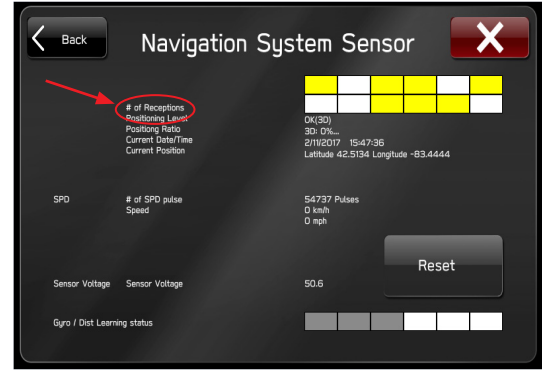 Back
Navigation System Sensor
# of Receptions
Positioning Level OK(3D)
Positiong Ratio 3D: 0%...
Current Date/Time 2/11/2017 15:47:36
Current Position Latitude 42.5134 Longitude -83.4444
SPD # of SPD pulse 54737 Pulses
Speed 0 km/h
0 mph
Reset
Sensor Voltage Sensor Voltage 50.6
Gyro / Dist Learning status